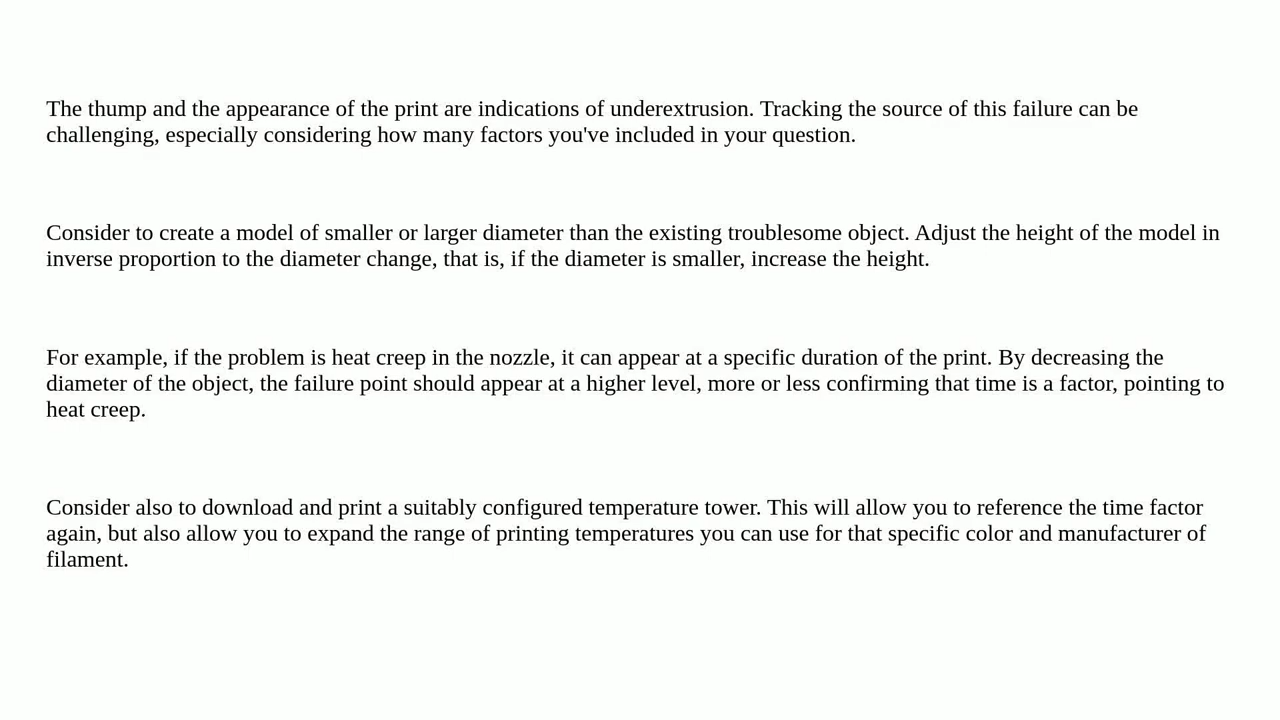 The thump and the appearance of the print are indications of underextrusion. Tracking the source of this failure can be
challenging, especially considering how many factors you've included in your question.
Consider to create a model of smaller or larger diameter than the existing troublesome object. Adjust the height of the model in
inverse proportion to the diameter change, that is, if the diameter is smaller, increase the height.
For example, if the problem is heat creep in the nozzle, it can appear at a specific duration of the print. By decreasing the
diameter of the object, the failure point should appear at a higher level, more or less confirming that time is a factor, pointing to
heat creep.
Consider also to download and print a suitably configured temperature tower. This will allow you to reference the time factor
again, but also allow you to expand the range of printing temperatures you can use for that specific color and manufacturer of
filament.